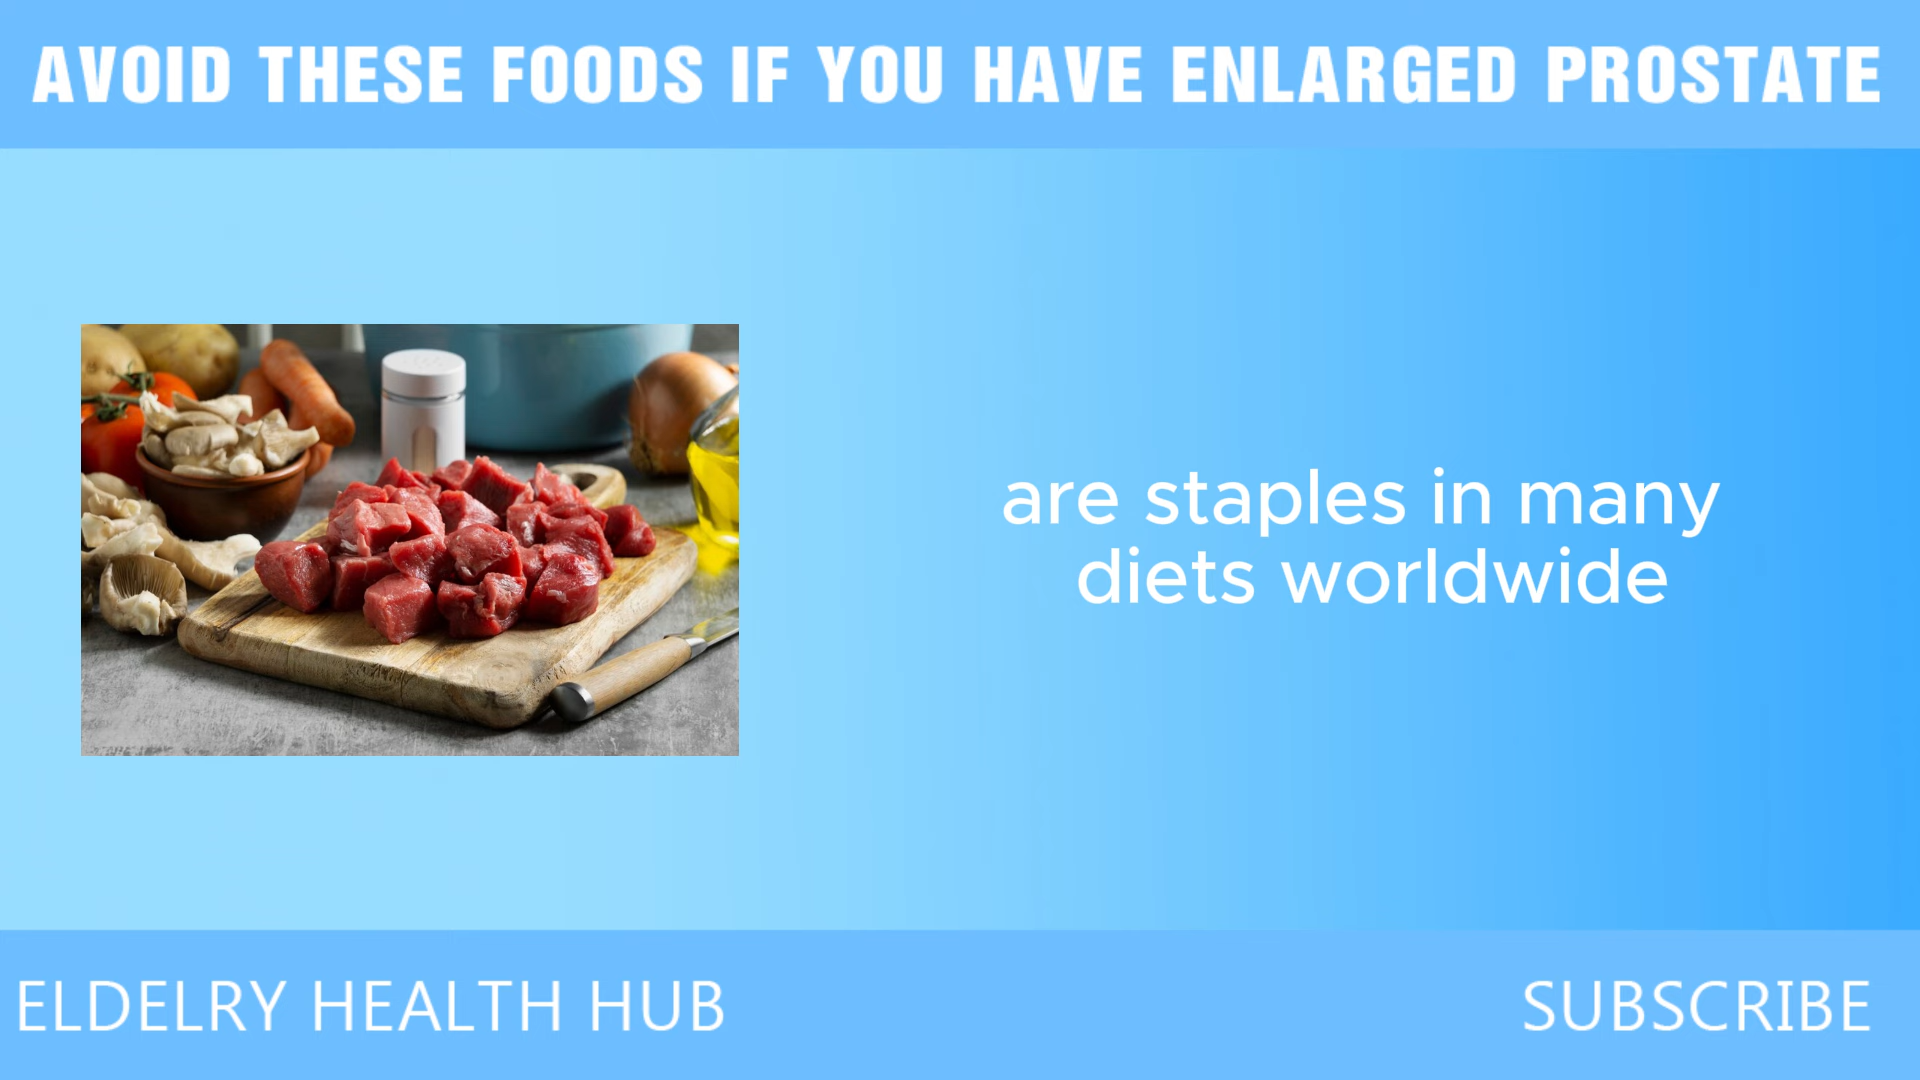 AVOID THESE FOODS IF YOU HAVE ENLARGED PROSTATE
are staples in many
diets worldwide
ELDELRY HEALTH HUB
SUBSCRIBE